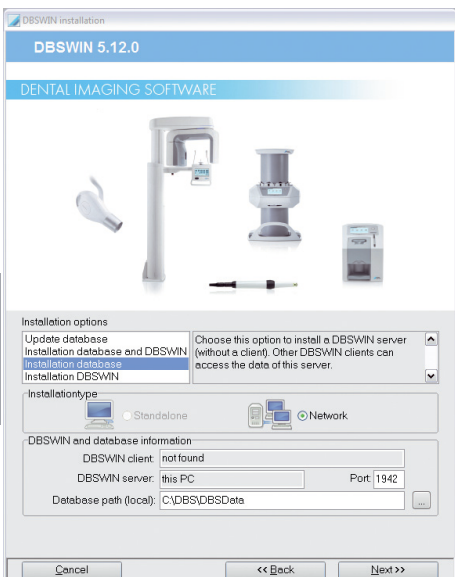 DBSWIN installation
DBSWIN 5.12.0
DENTAL IMAGING SOFTWARE
Installation options
Update database
Installation database and DBSWIN
Installation database
Installation DBSWIN
Choose this option to install a DBSWIN server
(without a client). Other DBSWIN clients can
access the data of this server.
Installationtype
Standalone
Network
DBSWIN and database information
DBSWIN client: not found
DBSWIN server: this PC Port: 1942
Database path (local): C:\DBS\DBSData ...
Cancel << Back Next >>